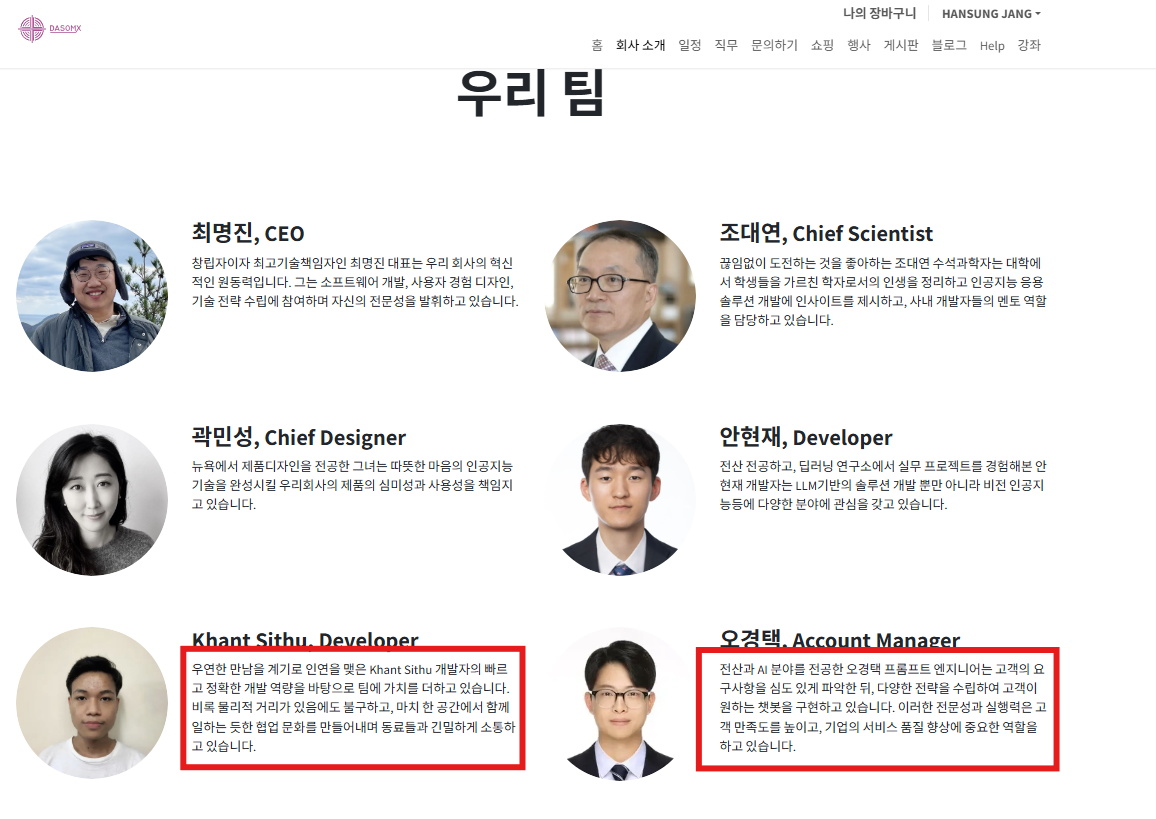 나의 장바구니
HANSUNG JANG
DASOMX
홈 회사 소개 일정 직무 문의하기 쇼핑 행사 게시판 블로그 Help 강좌
우리 팀
최명진, CEO
창립자이자 최고기술책임자인 최명진 대표는 우리 회사의 혁신
적인 원동력입니다. 그는 소프트웨어 개발, 사용자 경험 디자인,
기술 전략 수립에 참여하며 자신의 전문성을 발휘하고 있습니다.
조대연, Chief Scientist
끊임없이 도전하는 것을 좋아하는 조대연 수석과학자는 대학에
서 학생들을 가르친 학자로서의 인생을 정리하고 인공지능 응용
솔루션 개발에 인사이트를 제시하고, 사내 개발자들의 멘토 역할
을 담당하고 있습니다.
곽민성, Chief Designer
뉴욕에서 제품디자인을 전공한 그녀는 따뜻한 마음의 인공지능
기술을 완성시킬 우리회사의 제품의 심미성과 사용성을 책임지
고 있습니다.
안현재, Developer
전산 전공하고, 딥러닝 연구소에서 실무 프로젝트를 경험해본 안
현재 개발자는 LLM기반의 솔루션 개발 뿐만 아니라 비전 인공지
능등에 다양한 분야에 관심을 갖고 있습니다.
Khant Sithu, Developer
우연한 만남을 계기로 인연을 맺은 Khant Sithu 개발자의 빠르
고 정확한 개발 역량을 바탕으로 팀에 가치를 더하고 있습니다.
비록 물리적 거리가 있음에도 불구하고, 마치 한 공간에서 함께
일하는 듯한 협업 문화를 만들어내며 동료들과 긴밀하게 소통하
고 있습니다.
오경택, Account Manager
전산과 AI 분야를 전공한 오경택 프롬프트 엔지니어는 고객의 요
구사항을 심도 있게 파악한 뒤, 다양한 전략을 수립하여 고객이
원하는 챗봇을 구현하고 있습니다. 이러한 전문성과 실행력은 고
객 만족도를 높이고, 기업의 서비스 품질 향상에 중요한 역할을
하고 있습니다.